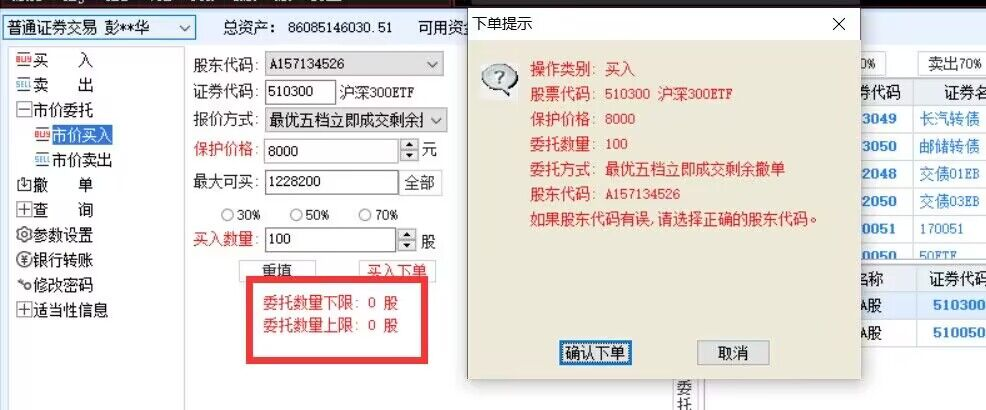 普通证券交易 彭**华
总资产: 86085146030.51 可用资金
BUY 买 入
SELL 卖 出
市价委托
BUY 市价买入
SELL 市价卖出
撤 单
查 询
参数设置
银行转账
修改密码
适当性信息
股东代码: A157134526
证券代码: 510300 沪深300ETF
报价方式: 最优五档立即成交剩余
保护价格: 8000 元
最大可买: 1228200 全部
30% 50% 70%
买入数量: 100 股
重填 买入下单
委托数量下限: 0 股
委托数量上限: 0 股
下单提示
操作类别: 买入
股票代码: 510300 沪深300ETF
保护价格: 8000
委托数量: 100
委托方式: 最优五档立即成交剩余撤单
股东代码: A157134526
如果股东代码有误,请选择正确的股东代码。
确认下单 取消
0% 卖出70%
券代码 证券名
3049 长汽转债
3050 邮储转债
2048 交债01EB
2050 交债03EB
0051 170051
0050 50ETF
名称 证券代码
A股 510300
A股 510050
委托